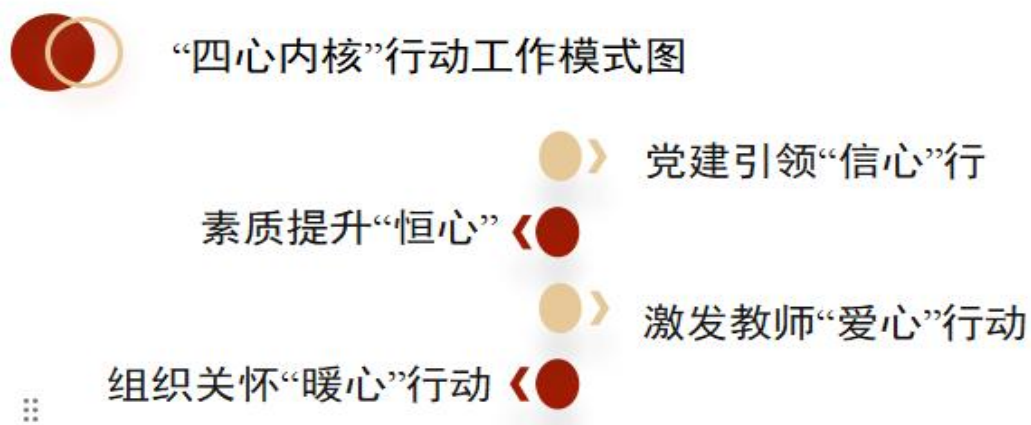 “四心内核”行动工作模式图
党建引领“信心”行
素质提升“恒心”
激发教师“爱心”行动
组织关怀“暖心”行动